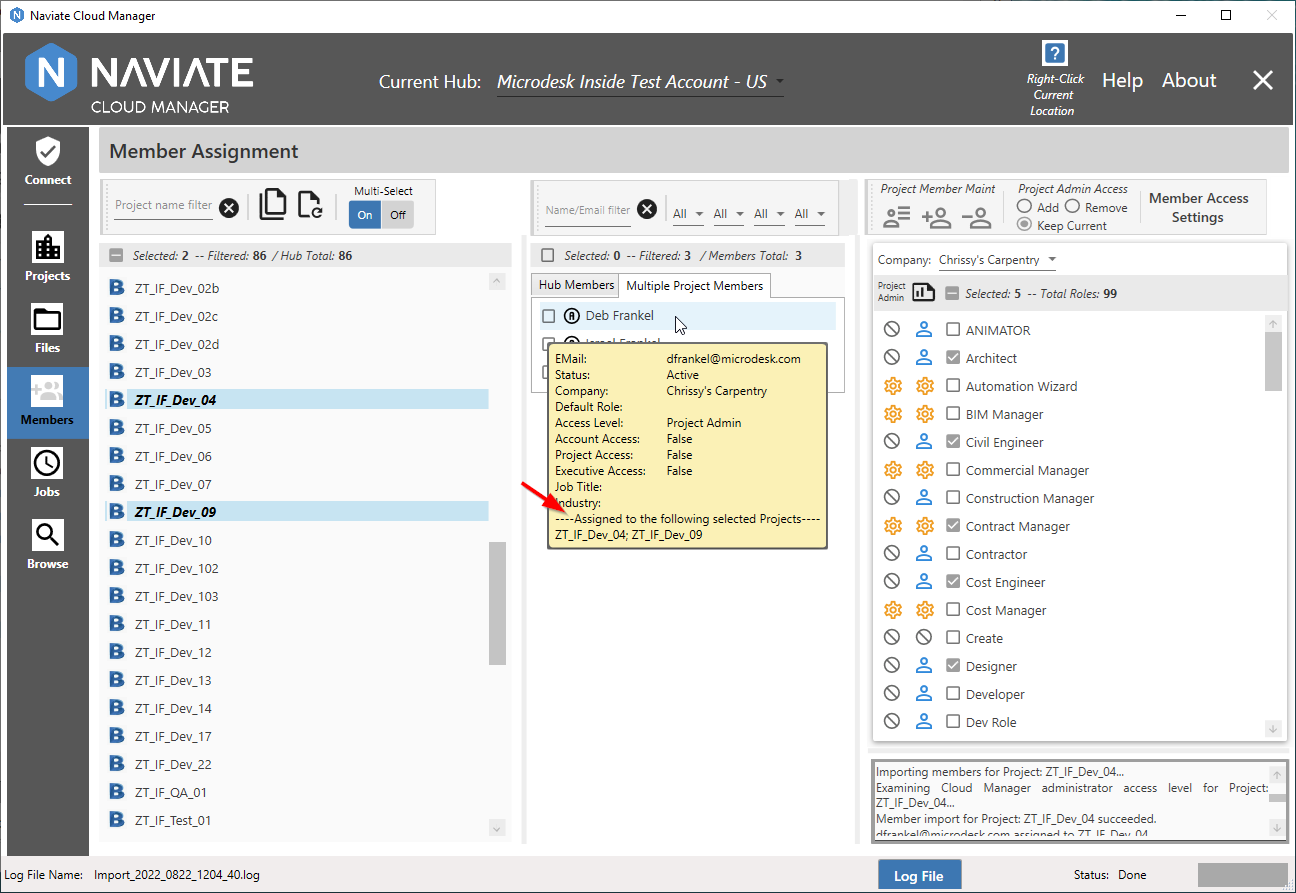 Naviate Cloud Manager
N NAVIATE
CLOUD MANAGER
Current Hub: Microdesk Inside Test Account - US
?
Right-Click
Current
Location
Help
About
Connect
Projects
Files
Members
Jobs
Browse
Member Assignment
Project name filter
Multi-Select
On Off
Selected: 2 -- Filtered: 86 / Hub Total: 86
B ZT_IF_Dev_02b
B ZT_IF_Dev_02c
B ZT_IF_Dev_02d
B ZT_IF_Dev_03
B ZT_IF_Dev_04
B ZT_IF_Dev_05
B ZT_IF_Dev_06
B ZT_IF_Dev_07
B ZT_IF_Dev_09
B ZT_IF_Dev_10
B ZT_IF_Dev_102
B ZT_IF_Dev_103
B ZT_IF_Dev_11
B ZT_IF_Dev_12
B ZT_IF_Dev_13
B ZT_IF_Dev_14
B ZT_IF_Dev_17
B ZT_IF_Dev_22
B ZT_IF_QA_01
B ZT_IF_Test_01
Name/Email filter
All All All All
Selected: 0 -- Filtered: 3 / Members Total: 3
Hub Members Multiple Project Members
A Deb Frankel
EMail: dfrankel@microdesk.com
Status: Active
Company: Chrissy's Carpentry
Default Role:
Access Level: Project Admin
Account Access: False
Project Access: False
Executive Access: False
Job Title:
Industry:
----Assigned to the following selected Projects----
ZT_IF_Dev_04; ZT_IF_Dev_09
Project Member Maint
Project Admin Access
Add Remove
Keep Current
Member Access
Settings
Company: Chrissy's Carpentry
Project
Admin
Selected: 5 -- Total Roles: 99
ANIMATOR
Architect
Automation Wizard
BIM Manager
Civil Engineer
Commercial Manager
Construction Manager
Contract Manager
Contractor
Cost Engineer
Cost Manager
Create
Designer
Developer
Dev Role
Importing members for Project: ZT_IF_Dev_04...
Examining Cloud Manager administrator access level for Project:
ZT_IF_Dev_04...
Member import for Project: ZT_IF_Dev_04 succeeded.
dfrankel@microdesk.com assigned to ZT_IF_Dev_04
Log File Name: Import_2022_0822_1204_40.log
Log File
Status: Done